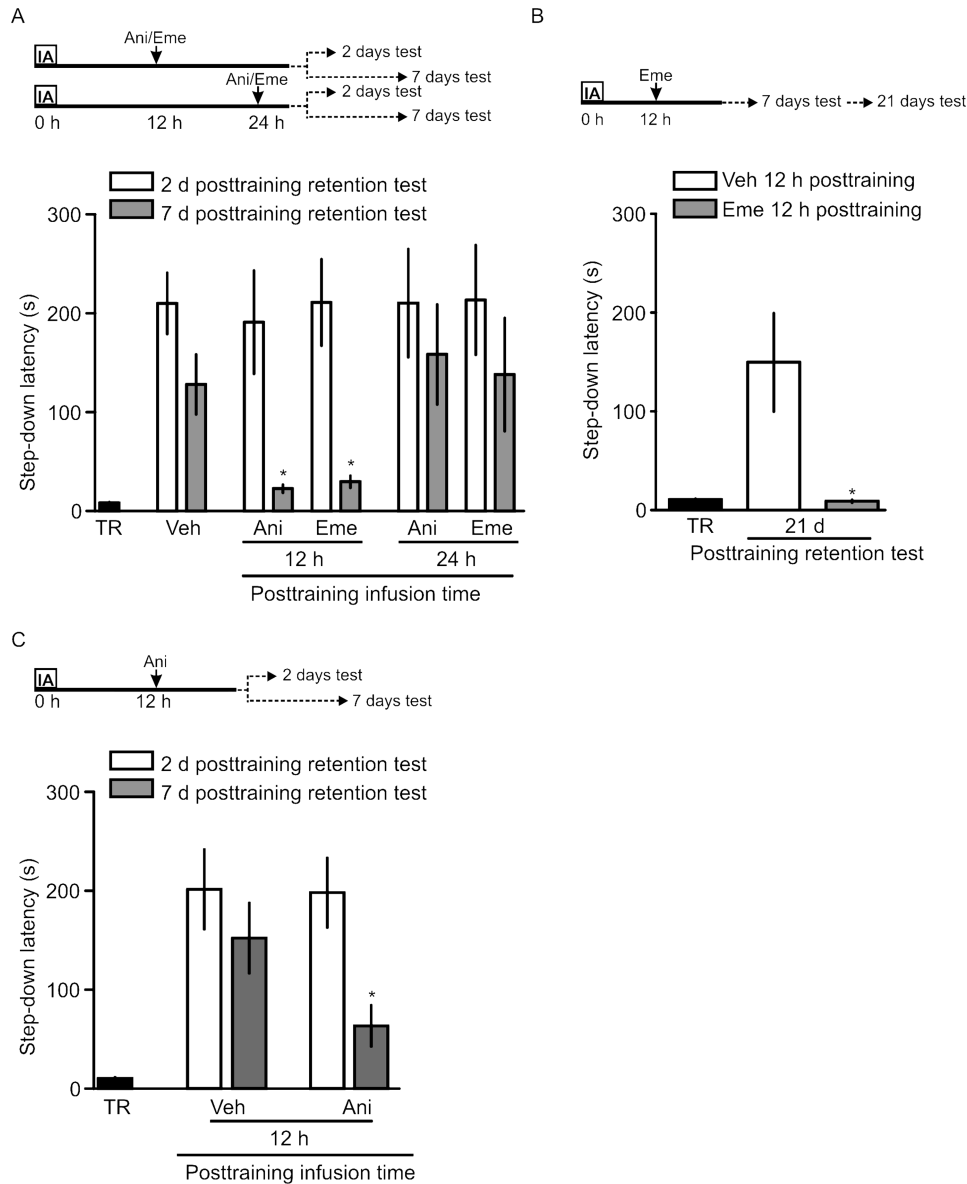 A
IA
Ani/Eme
2 days test
7 days test
IA
Ani/Eme
2 days test
7 days test
0 h
12 h
24 h
2 d posttraining retention test
7 d posttraining retention test
Step-down latency (s)
300
200
100
0
*
*
TR
Veh
Ani
Eme
Ani
Eme
12 h
24 h
Posttraining infusion time
B
IA
Eme
7 days test
21 days test
0 h
12 h
Veh 12 h posttraining
Eme 12 h posttraining
Step-down latency (s)
300
200
100
0
*
TR
21 d
Posttraining retention test
C
IA
Ani
2 days test
7 days test
0 h
12 h
2 d posttraining retention test
7 d posttraining retention test
Step-down latency (s)
300
200
100
0
*
TR
Veh
Ani
12 h
Posttraining infusion time